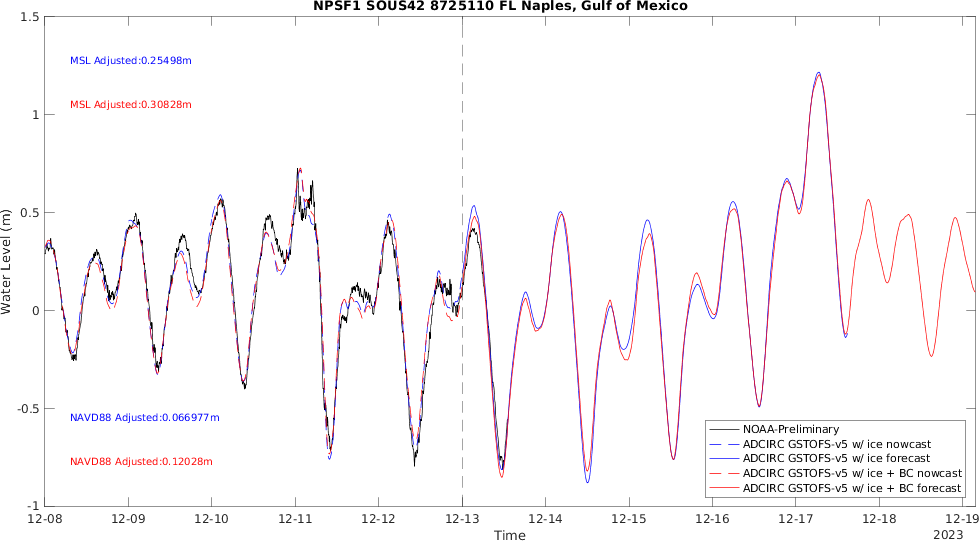 NPSF1 SOUS42 8725110 FL Naples, Gulf of Mexico
1.5
1
0.5
0
-0.5
-1
Water Level (m)
MSL Adjusted:0.25498m
MSL Adjusted:0.30828m
NAVD88 Adjusted:0.066977m
NAVD88 Adjusted:0.12028m
NOAA-Preliminary
ADCIRC GSTOFS-v5 w/ ice nowcast
ADCIRC GSTOFS-v5 w/ ice forecast
ADCIRC GSTOFS-v5 w/ ice + BC nowcast
ADCIRC GSTOFS-v5 w/ ice + BC forecast
12-08 12-09 12-10 12-11 12-12 12-13 12-14 12-15 12-16 12-17 12-18 12-19
Time
2023